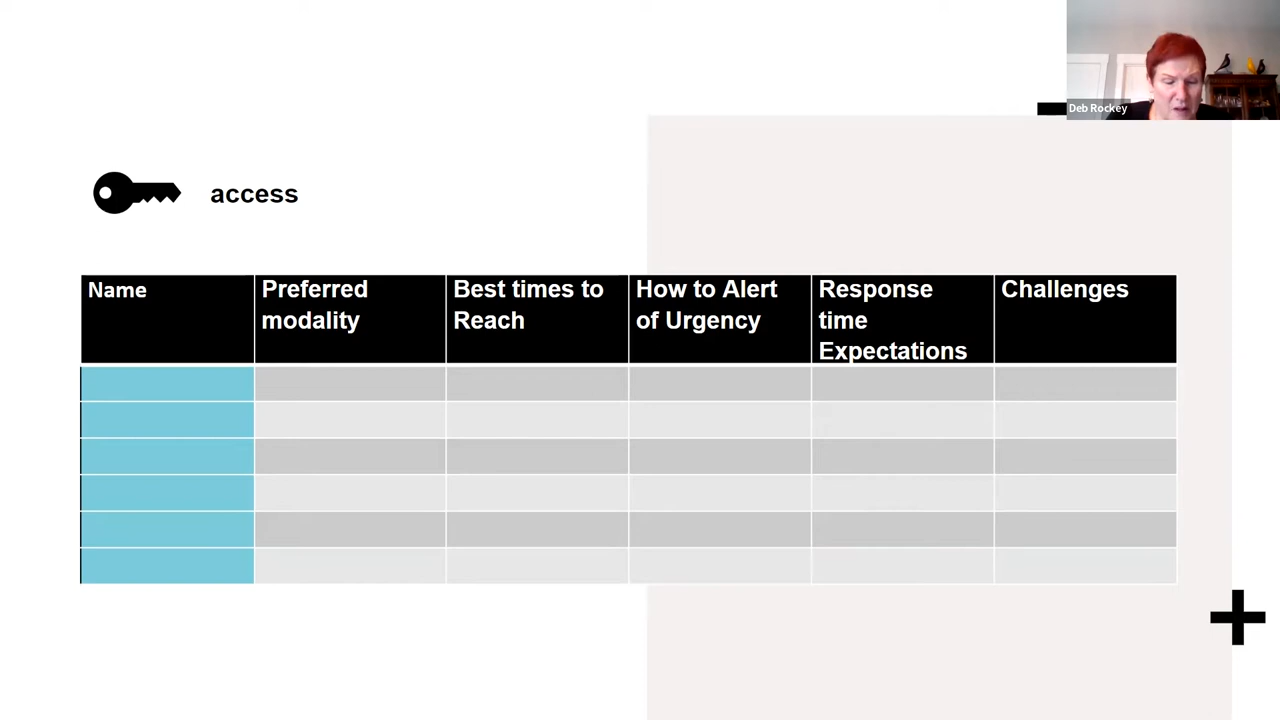 Deb Rockey
access
Name
Preferred
modality
Best times to
Reach
How to Alert
of Urgency
Response
time
Expectations
Challenges